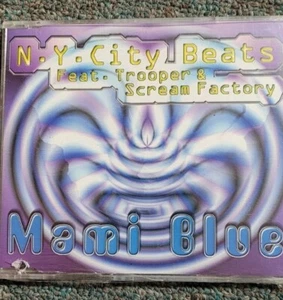 N.Y.City Beats
Feat. Trooper &
Scream Factory
Mami Blue